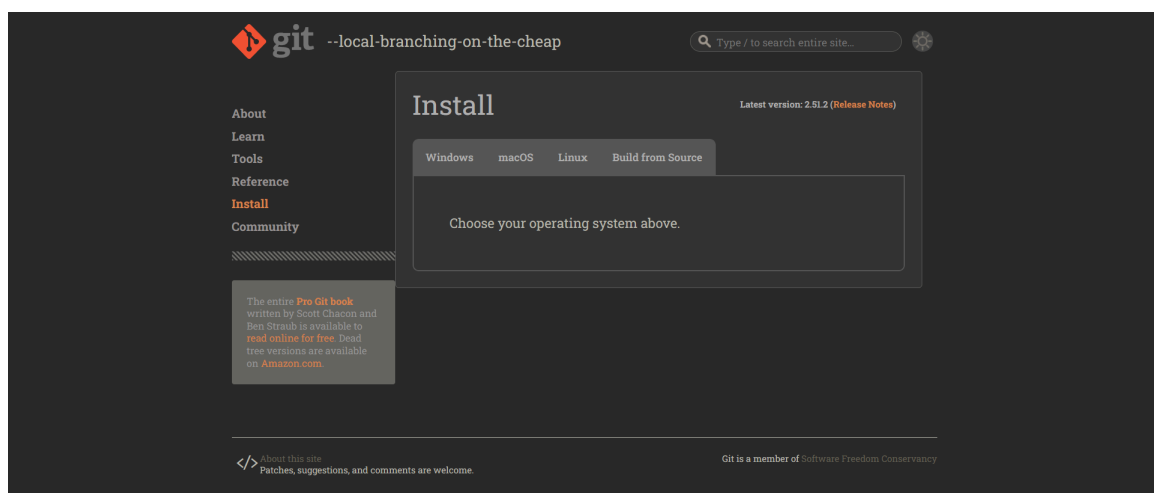 git --local-branching-on-the-cheap
Type / to search entire site...
About
Learn
Tools
Reference
Install
Community
The entire Pro Git book
written by Scott Chacon and
Ben Straub is available to
read online for free. Dead
tree versions are available
on Amazon.com.
Install
Latest version: 2.51.2 (Release Notes)
Windows macOS Linux Build from Source
Choose your operating system above.
</> About this site
Patches, suggestions, and comments are welcome.
Git is a member of Software Freedom Conservancy